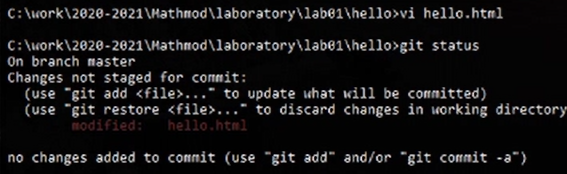 C:\work\2020-2021\Mathmod\laboratory\lab01\hello>vi hello.html
C:\work\2020-2021\Mathmod\laboratory\lab01\hello>git status
On branch master
Changes not staged for commit:
  (use "git add <file>..." to update what will be committed)
  (use "git restore <file>..." to discard changes in working directory
        modified:   hello.html
no changes added to commit (use "git add" and/or "git commit -a")